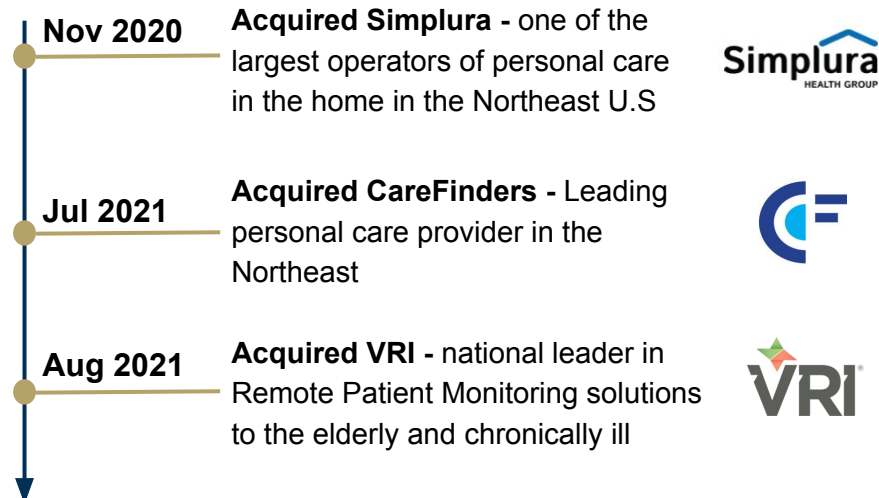 Nov 2020
Acquired Simplura - one of the
largest operators of personal care
in the home in the Northeast U.S
Simplura
HEALTH GROUP
Jul 2021
Acquired CareFinders - Leading
personal care provider in the
Northeast
CF
Aug 2021
Acquired VRI - national leader in
Remote Patient Monitoring solutions
to the elderly and chronically ill
VRI®